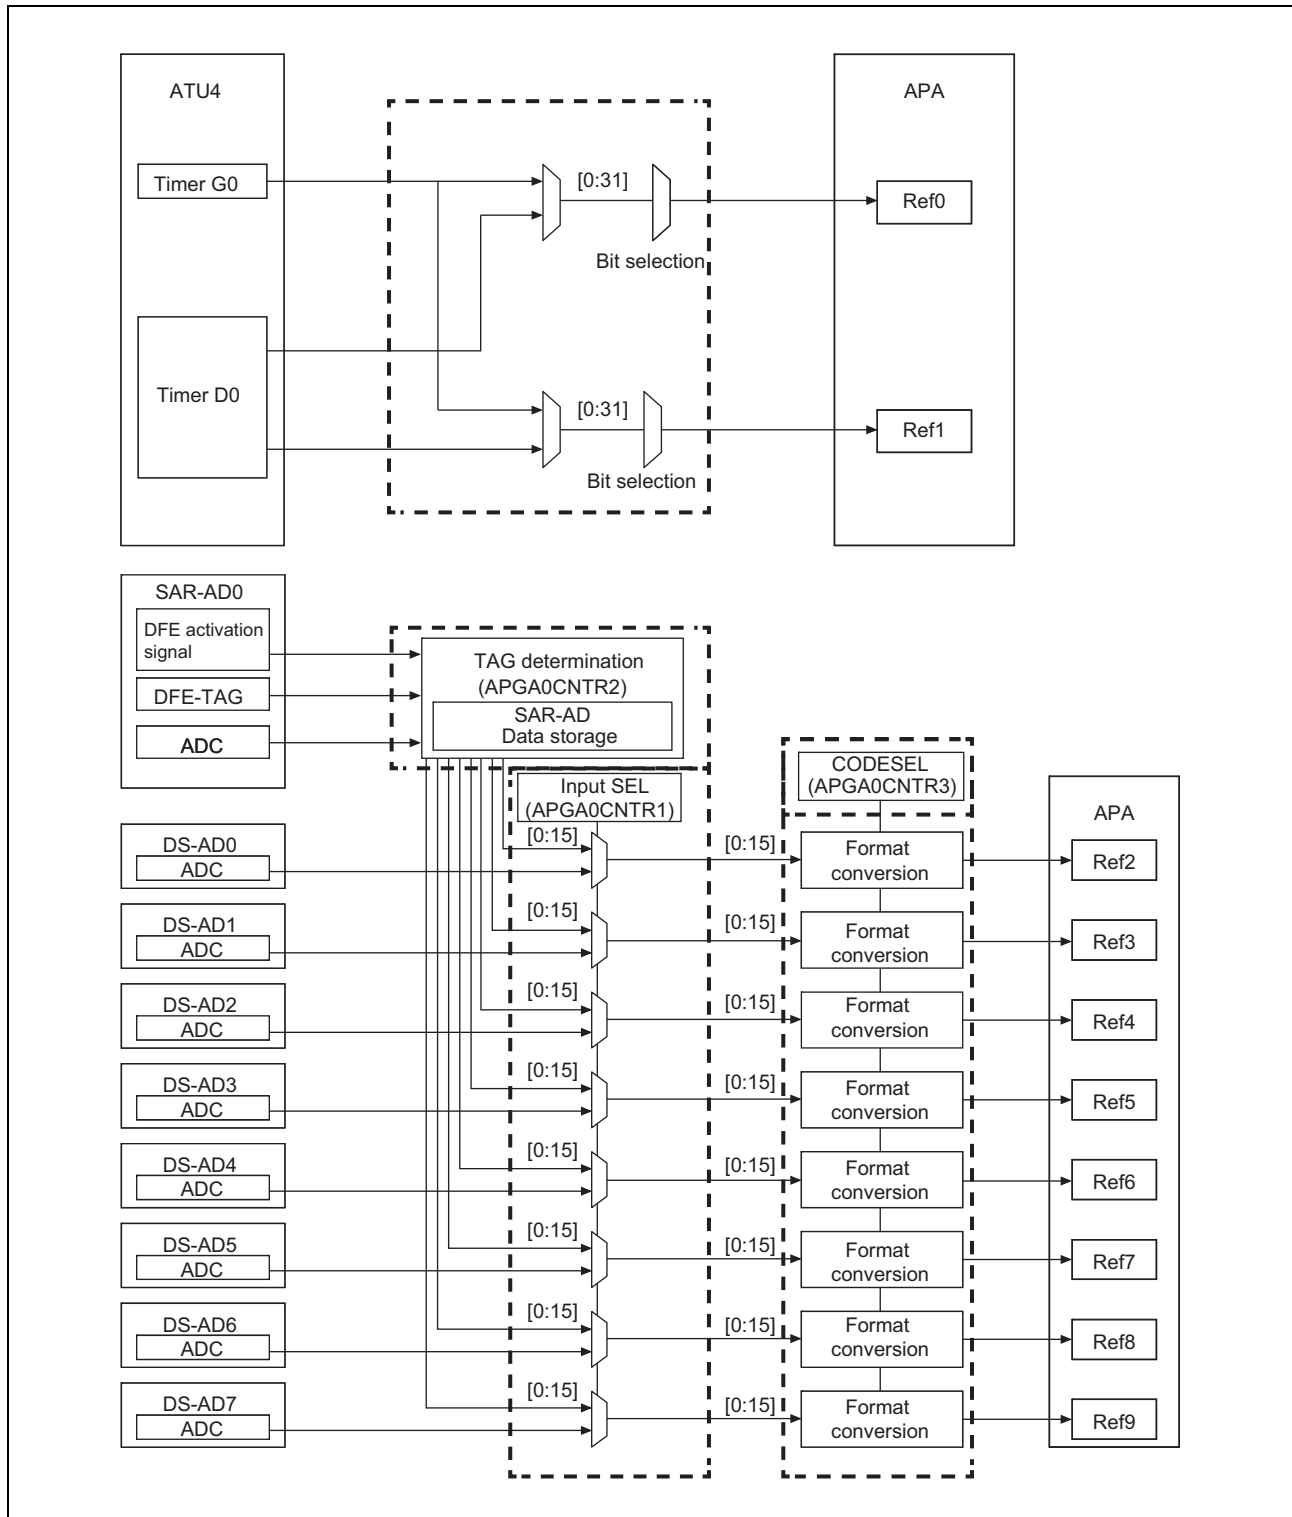 ATU4
APA
Timer G0
[0:31]
Ref0
Bit selection
Timer D0
[0:31]
Ref1
Bit selection
SAR-AD0
DFE activation
signal
TAG determination
(APGA0CNTR2)
DFE-TAG
SAR-AD
Data storage
ADC
Input SEL
(APGA0CNTR1)
CODESEL
(APGA0CNTR3)
APA
DS-AD0
ADC
[0:15]
[0:15]
Format
conversion
Ref2
DS-AD1
ADC
[0:15]
[0:15]
Format
conversion
Ref3
DS-AD2
ADC
[0:15]
[0:15]
Format
conversion
Ref4
DS-AD3
ADC
[0:15]
[0:15]
Format
conversion
Ref5
DS-AD4
ADC
[0:15]
[0:15]
Format
conversion
Ref6
DS-AD5
ADC
[0:15]
[0:15]
Format
conversion
Ref7
DS-AD6
ADC
[0:15]
[0:15]
Format
conversion
Ref8
DS-AD7
ADC
[0:15]
[0:15]
Format
conversion
Ref9